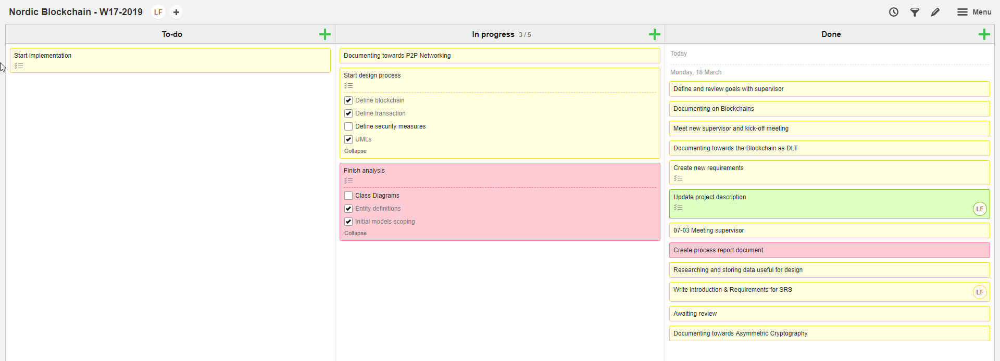 Nordic Blockchain - W17-2019 LF
Menu
To-do
Start implementation
In progress 3 / 5
Documenting towards P2P Networking
Start design process
Define blockchain
Define transaction
Define security measures
UMLs
Collapse
Finish analysis
Class Diagrams
Entity definitions
Initial models scoping
Collapse
Done
Today
Monday, 18 March
Define and review goals with supervisor
Documenting on Blockchains
Meet new supervisor and kick-off meeting
Documenting towards the Blockchain as DLT
Create new requirements
Update project description
LF
07-03 Meeting supervisor
Create process report document
Researching and storing data useful for design
Write introduction & Requirements for SRS
LF
Awaiting review
Documenting towards Asymmetric Cryptography